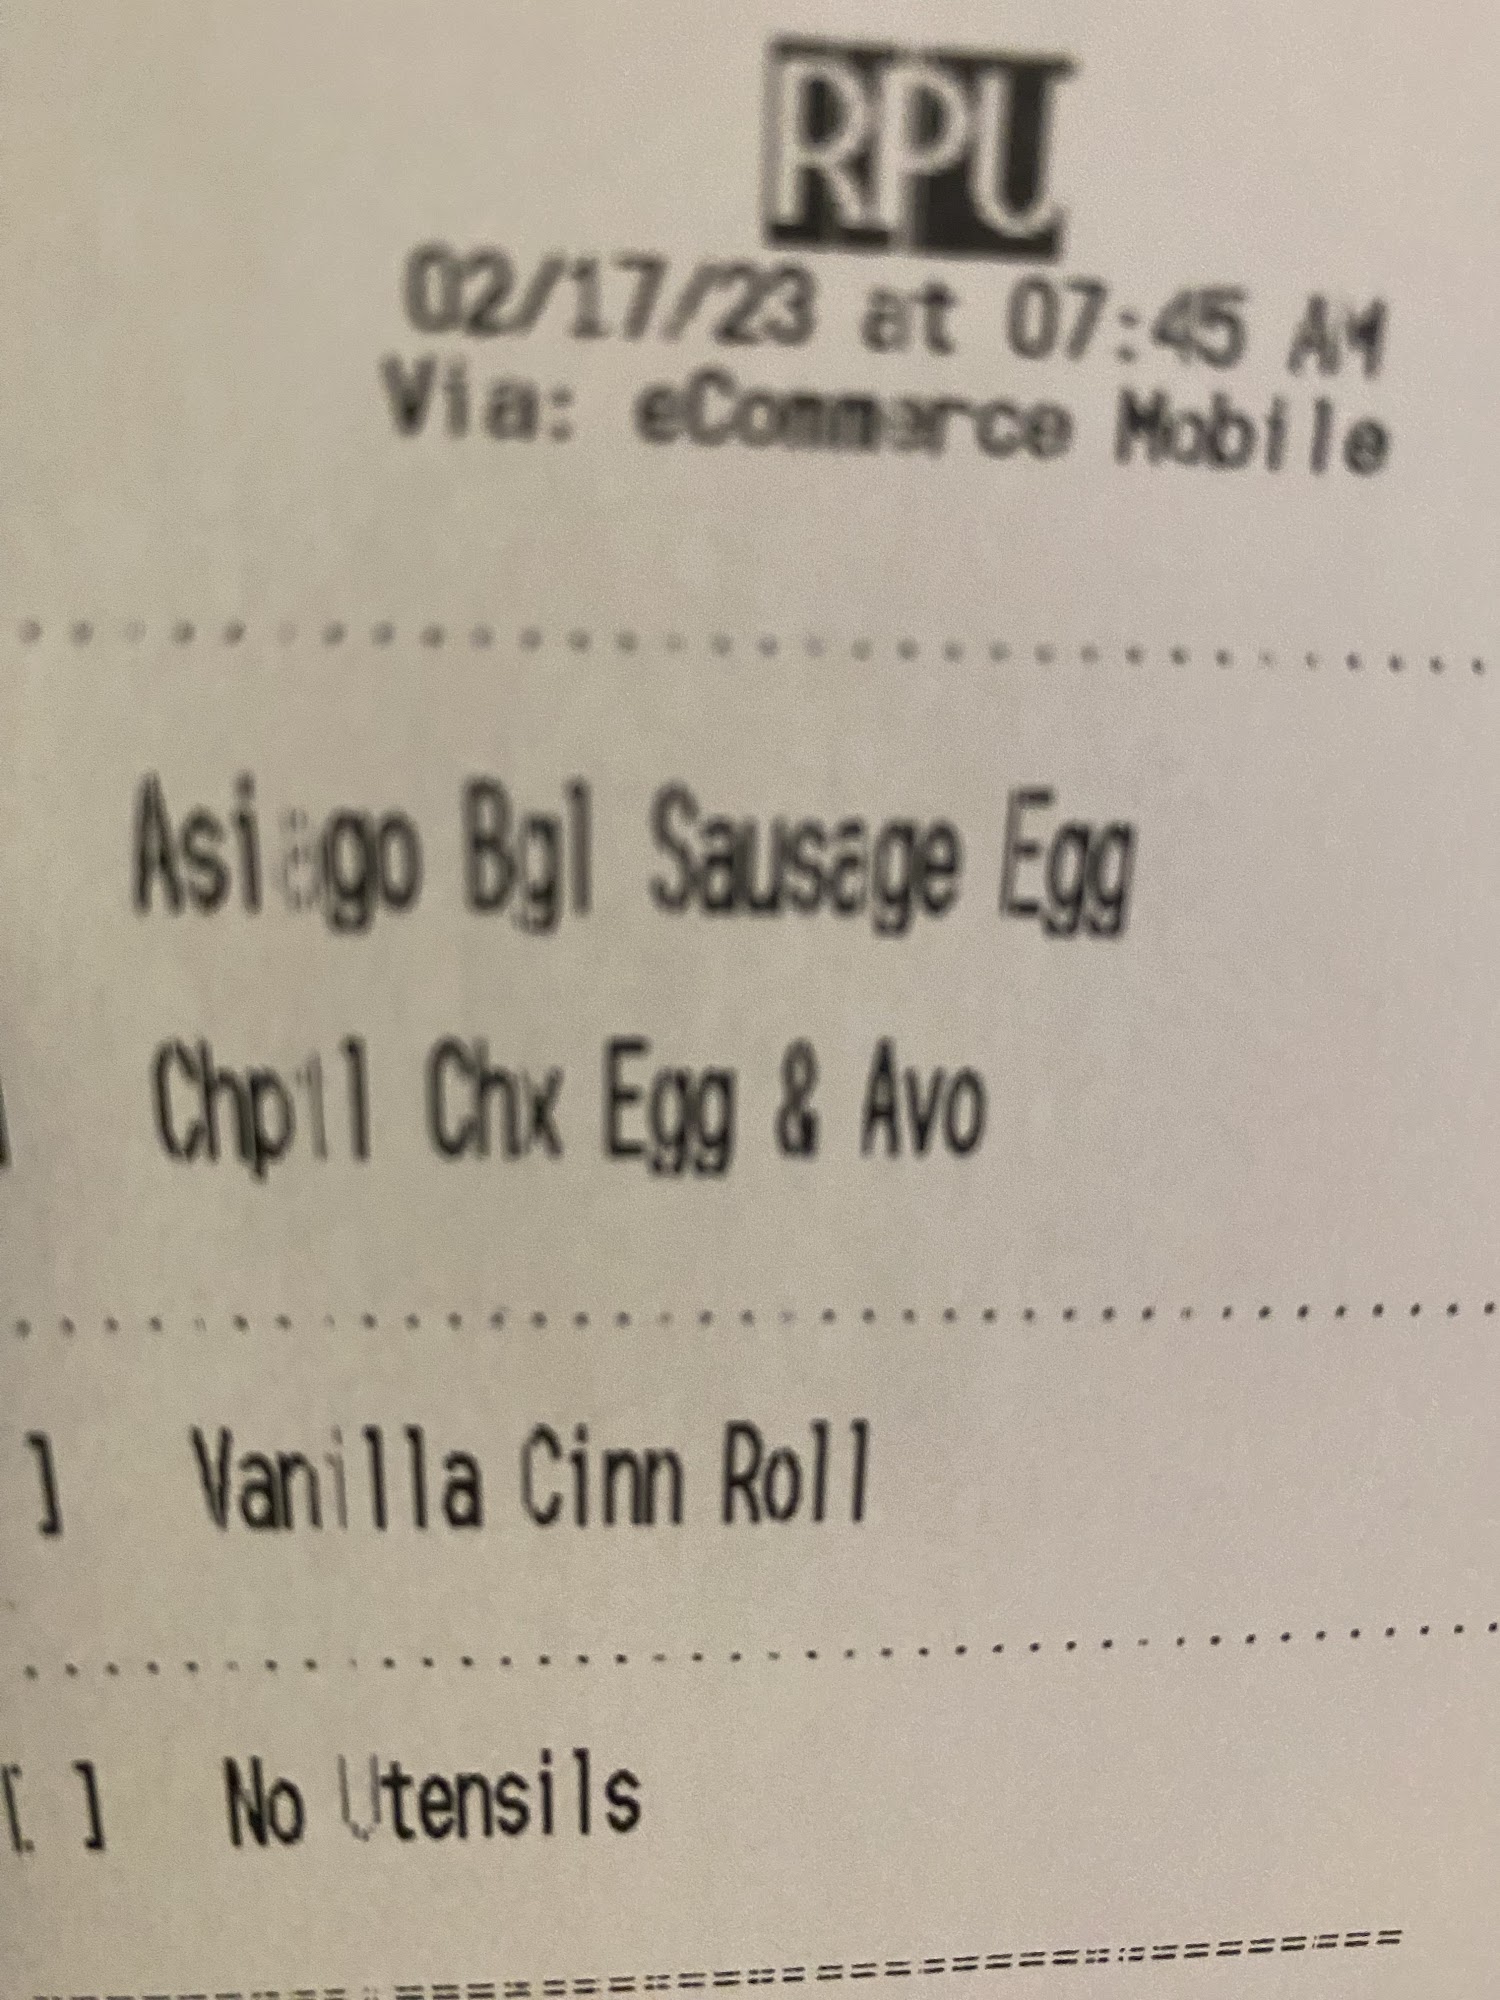 RPU
02/17/23 at 07:45 AM
Via: eCommerce Mobile
Asiago Bgl Sausage Egg
Chpil Chx Egg & Avo
] Vanilla Cinn Roll
[ ] No Utensils